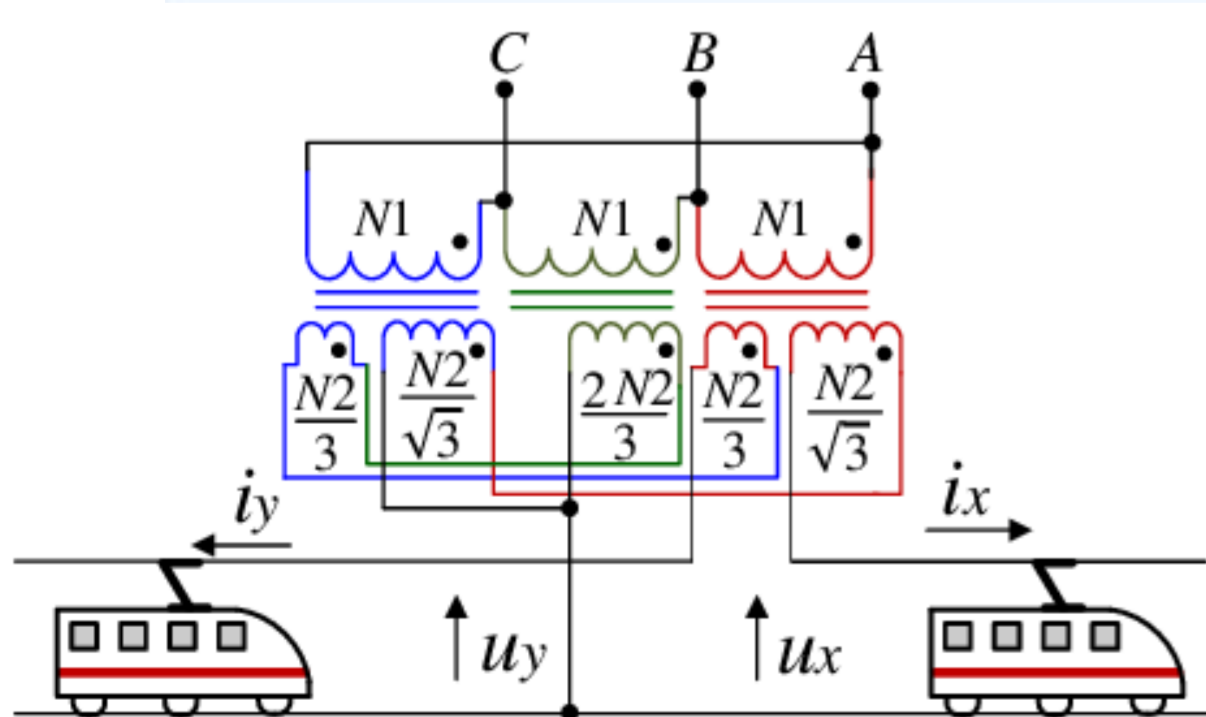 C B A
N1 N1 N1
N2/3 N2/√3 2N2/3 N2/3 N2/√3
iy ix
uy ux